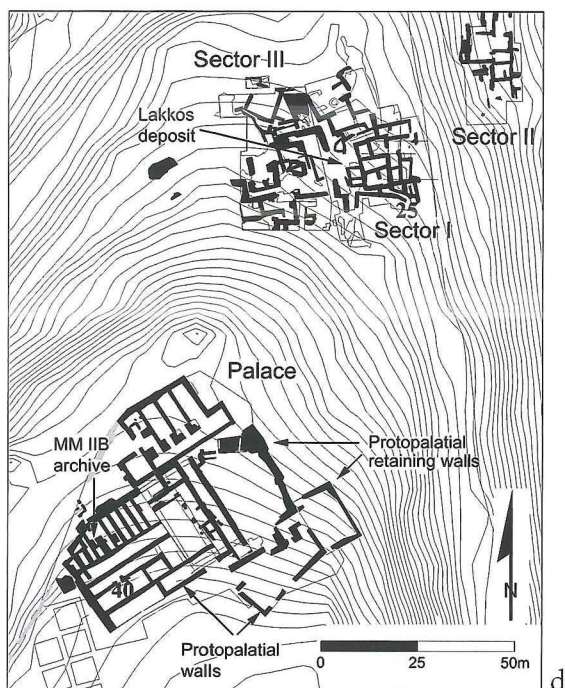 Sector III
Lakkos
deposit
Sector II
25
Sector I
Palace
MM IIB
archive
Protopalatial
retaining walls
40
N
Protopalatial
walls
0 25 50m
d